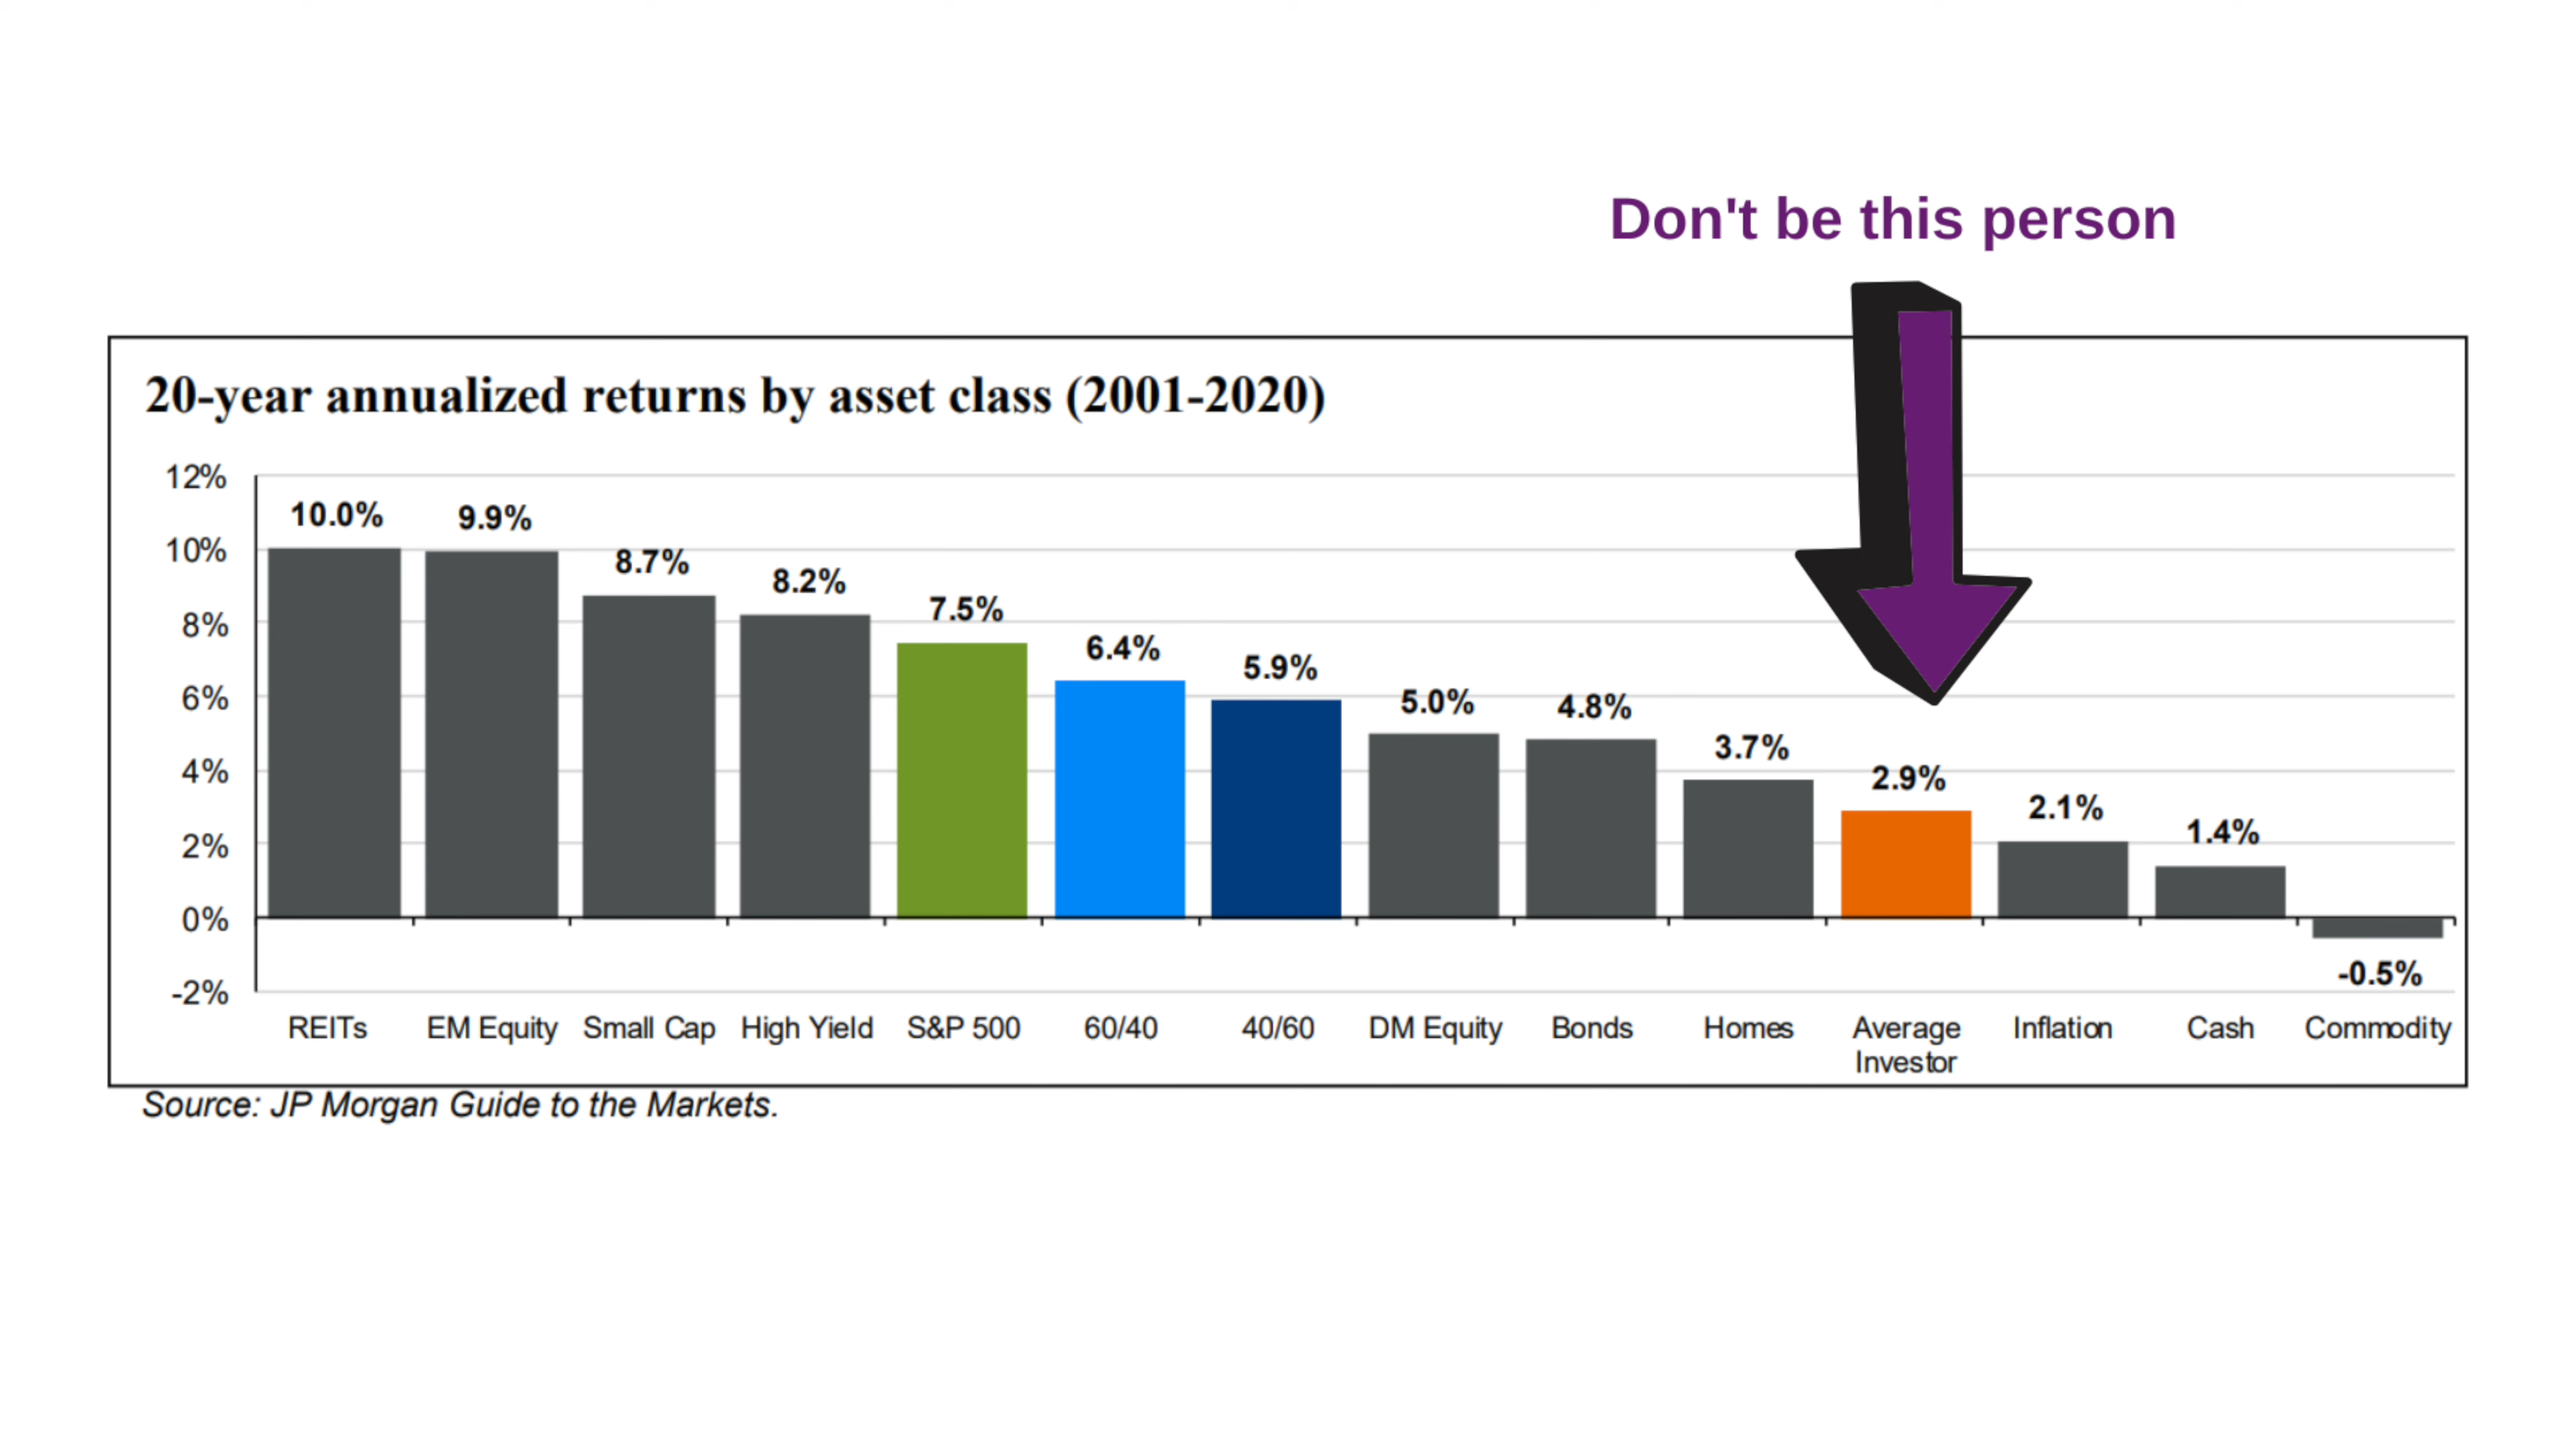 Don't be this person
20-year annualized returns by asset class (2001-2020)
12%
10%
8%
6%
4%
2%
0%
-2%
10.0%
9.9%
8.7%
8.2%
7.5%
6.4%
5.9%
5.0%
4.8%
3.7%
2.9%
2.1%
1.4%
-0.5%
REITs
EM Equity
Small Cap
High Yield
S&P 500
60/40
40/60
DM Equity
Bonds
Homes
Average
Investor
Inflation
Cash
Commodity
Source: JP Morgan Guide to the Markets.